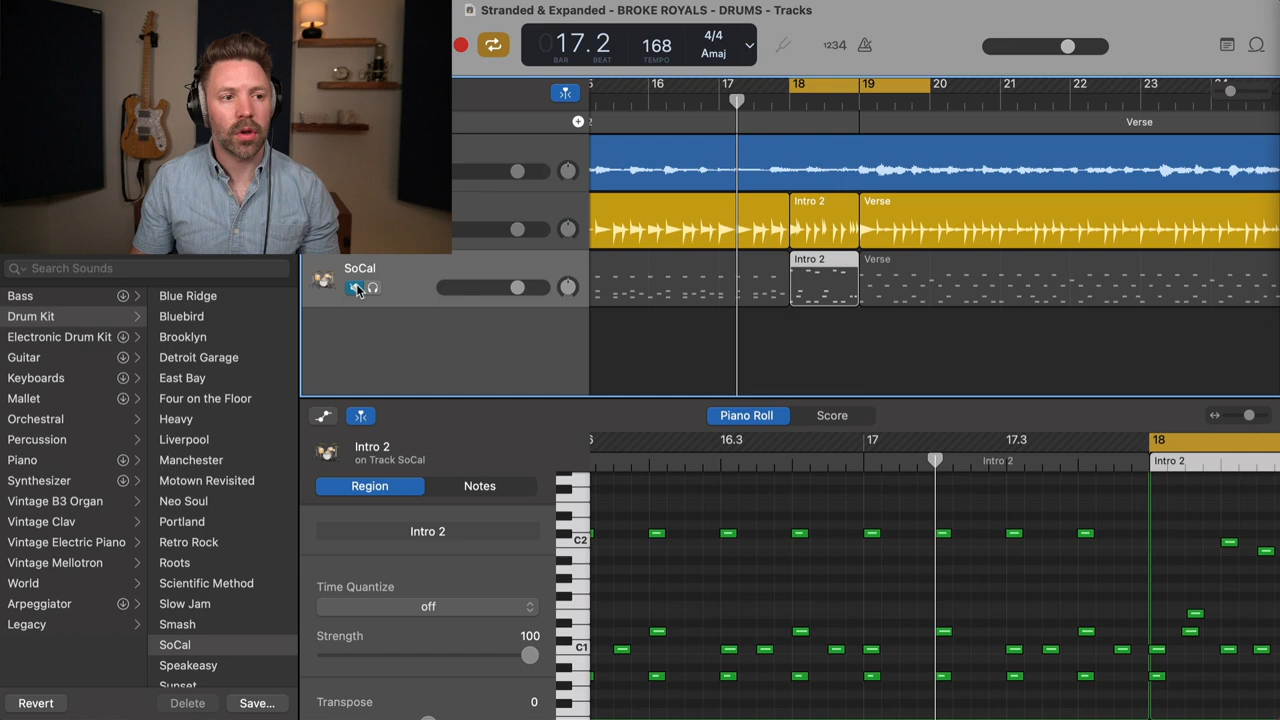 Stranded & Expanded - BROKE ROYALS - DRUMS - Tracks
017.2
BAR BEAT
168
TEMPO
4/4
Amaj
1234
5 16 17 18 19 20 21 22 23 24
2
Verse
Intro 2
Verse
SoCal
Intro 2
Verse
Search Sounds
Bass
Drum Kit
Electronic Drum Kit
Guitar
Keyboards
Mallet
Orchestral
Percussion
Piano
Synthesizer
Vintage B3 Organ
Vintage Clav
Vintage Electric Piano
Vintage Mellotron
World
Arpeggiator
Legacy
Blue Ridge
Bluebird
Brooklyn
Detroit Garage
East Bay
Four on the Floor
Heavy
Liverpool
Manchester
Motown Revisited
Neo Soul
Portland
Retro Rock
Roots
Scientific Method
Slow Jam
Smash
SoCal
Speakeasy
Sunset
Revert
Delete
Save...
Piano Roll
Score
Intro 2
on Track SoCal
Region
Notes
Intro 2
Time Quantize
off
Strength
100
Transpose
0
6 16.3 17 17.3 18
Intro 2
Intro 2
C2
C1